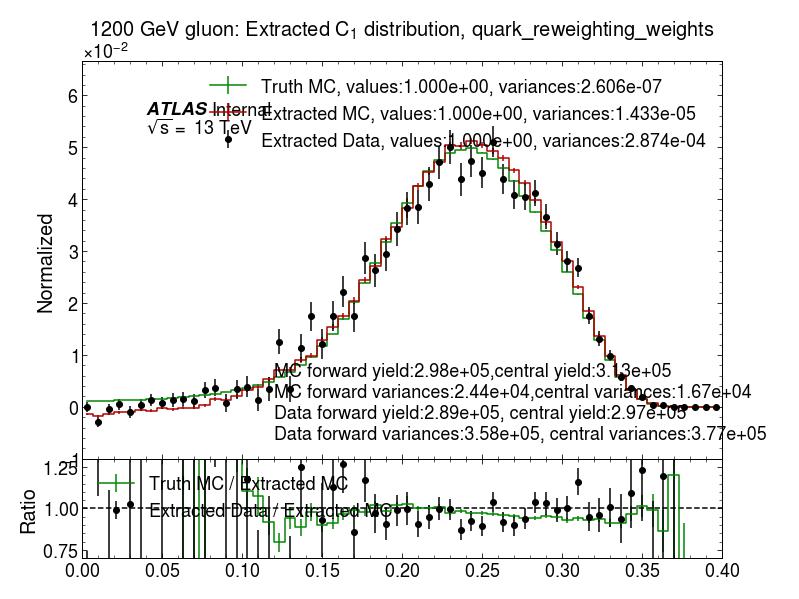 1200 GeV gluon: Extracted C₁ distribution, quark_reweighting_weights
×10⁻²
Truth MC, values:1.000e+00, variances:2.606e-07
ATLAS Internal
Extracted MC, values:1.000e+00, variances:1.433e-05
√s = 13 TeV
Extracted Data, values:1.000e+00, variances:2.874e-04
6
5
4
3
2
1
0
Normalized
MC forward yield:2.98e+05,central yield:3.13e+05
MC forward variances:2.44e+04,central variances:1.67e+04
Data forward yield:2.89e+05, central yield:2.97e+05
Data forward variances:3.58e+05, central variances:3.77e+05
1.25
1.00
0.75
Ratio
Truth MC / Extracted MC
Extracted Data / Extracted MC
0.00 0.05 0.10 0.15 0.20 0.25 0.30 0.35 0.40